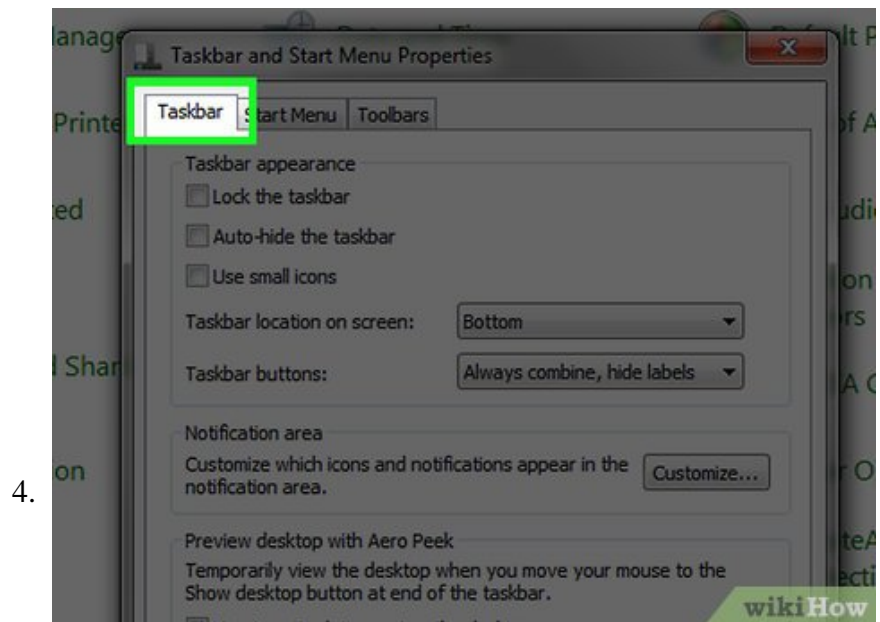 Taskbar and Start Menu Properties
Taskbar
Start Menu
Toolbars
Taskbar appearance
Lock the taskbar
Auto-hide the taskbar
Use small icons
Taskbar location on screen:
Bottom
Taskbar buttons:
Always combine, hide labels
Notification area
Customize which icons and notifications appear in the
notification area.
Customize...
4.
Preview desktop with Aero Peek
Temporarily view the desktop when you move your mouse to the
Show desktop button at end of the taskbar.
wikiHow